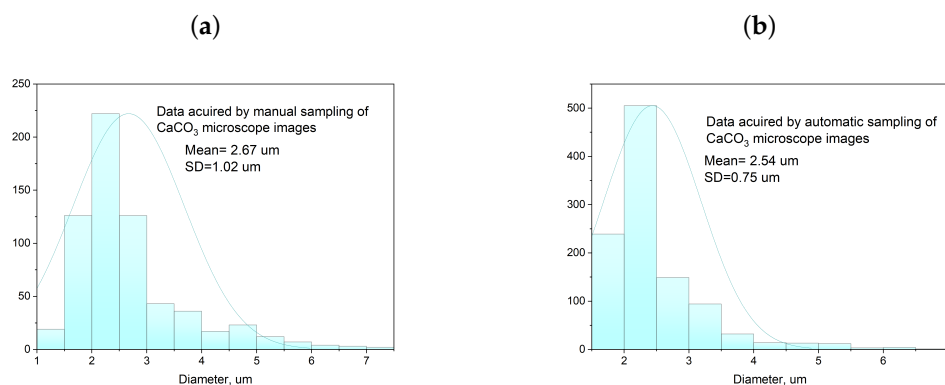 (a)
250
200
150
100
50
0
Data acuired by manual sampling of
CaCO3 microscope images
Mean= 2.67 um
SD=1.02 um
1 2 3 4 5 6 7
Diameter, um
(b)
500
400
300
200
100
0
Data acuired by automatic sampling of
CaCO3 microscope images
Mean= 2.54 um
SD=0.75 um
2 3 4 5 6
Diameter, um